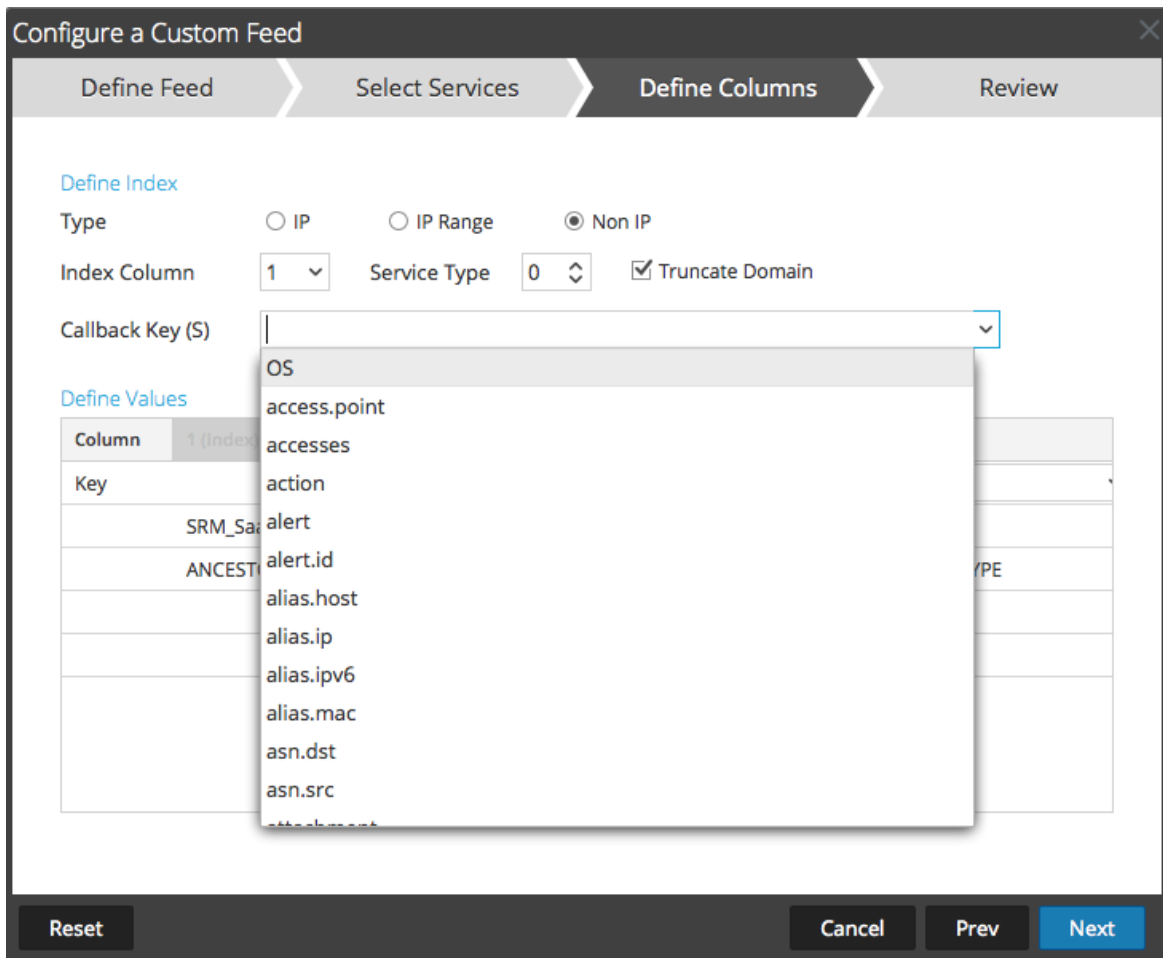 Configure a Custom Feed
Define Feed Select Services Define Columns Review
Define Index
Type IP IP Range Non IP
Index Column 1 Service Type 0 Truncate Domain
Callback Key (S)
OS
Define Values
access.point
Column 1 (Index)
accesses
Key action
SRM_Saa alert
alert.id
ANCEST YPE
alias.host
alias.ip
alias.ipv6
alias.mac
asn.dst
asn.src
Reset Cancel Prev Next